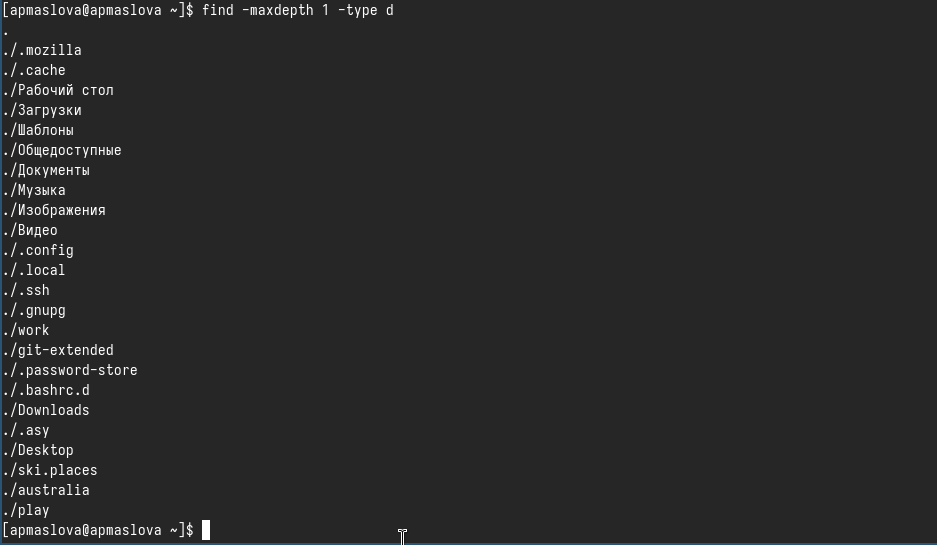 [apmaslova@apmaslova ~]$ find -maxdepth 1 -type d
.
./.mozilla
./.cache
./Рабочий стол
./Загрузки
./Шаблоны
./Общедоступные
./Документы
./Музыка
./Изображения
./Видео
./.config
./.local
./.ssh
./.gnupg
./work
./git-extended
./.password-store
./.bashrc.d
./Downloads
./.asy
./Desktop
./ski.places
./australia
./play
[apmaslova@apmaslova ~]$